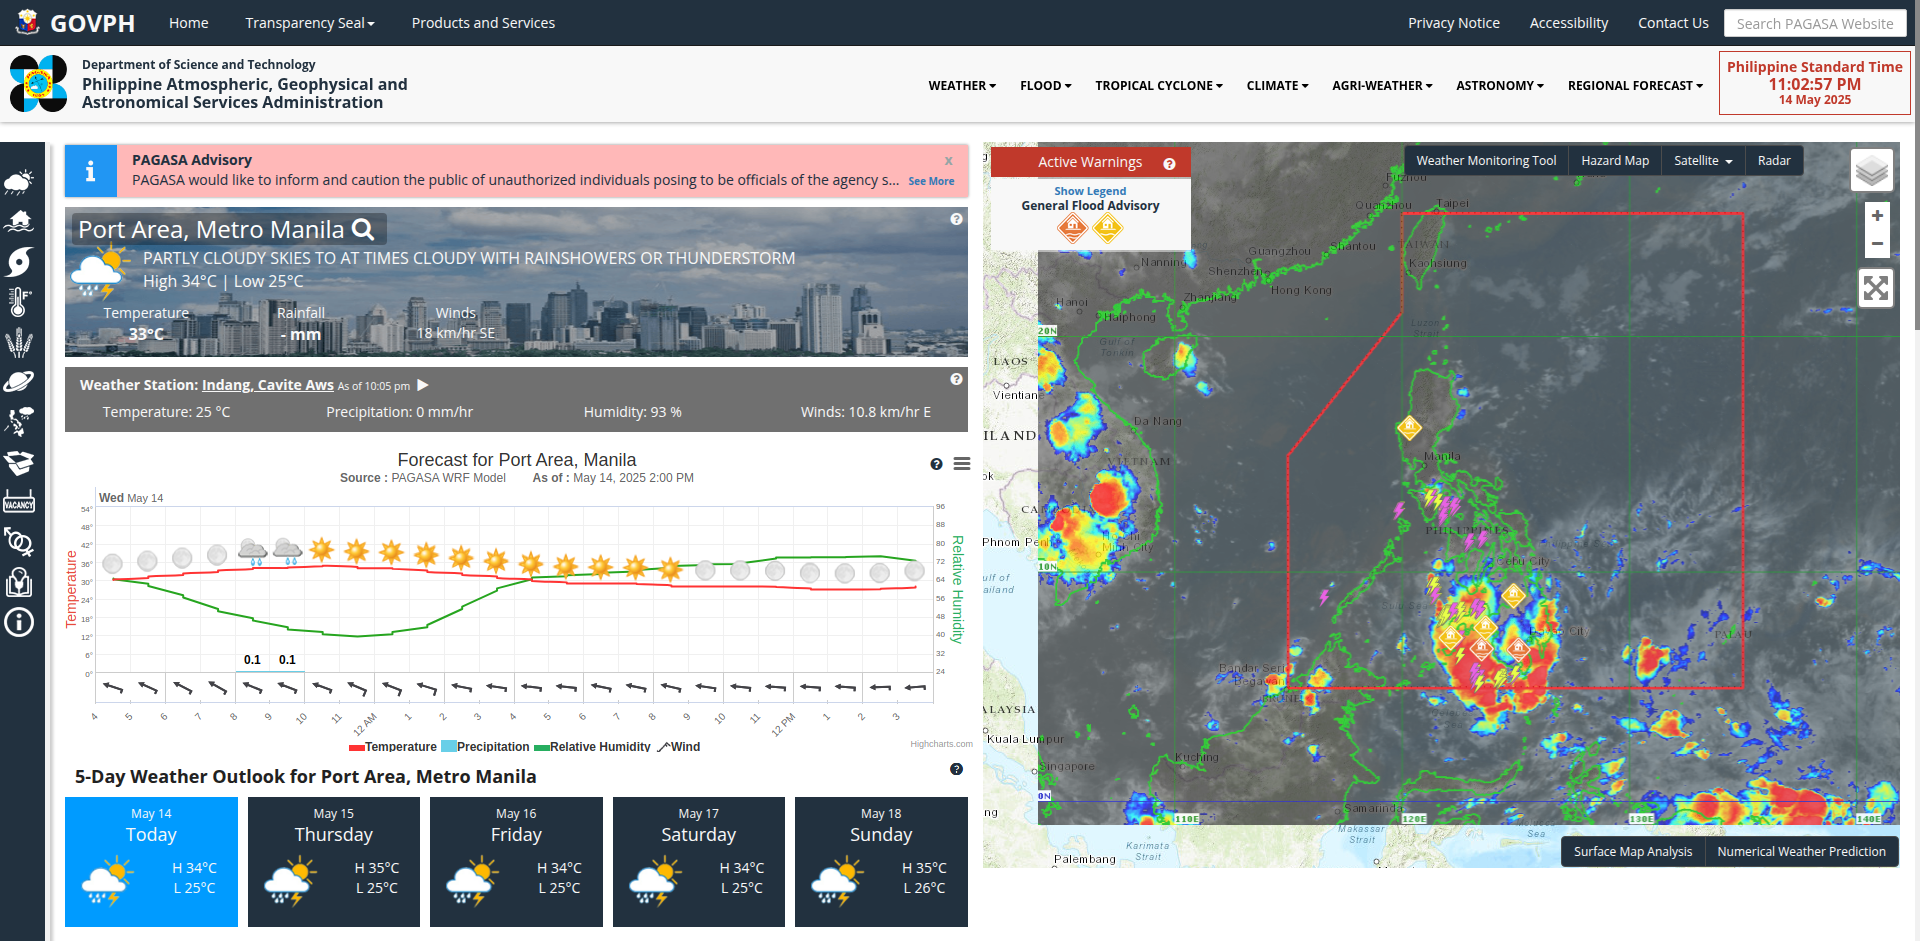 GOVPH
Home
Transparency Seal
Products and Services
Privacy Notice
Accessibility
Contact Us
Search PAGASA Website
Department of Science and Technology
Philippine Atmospheric, Geophysical and
Astronomical Services Administration
WEATHER
FLOOD
TROPICAL CYCLONE
CLIMATE
AGRI-WEATHER
ASTRONOMY
REGIONAL FORECAST
Philippine Standard Time
11:02:57 PM
14 May 2025
VACANCY
PAGASA Advisory
x
PAGASA would like to inform and caution the public of unauthorized individuals posing to be officials of the agency s...
See More
Port Area, Metro Manila
PARTLY CLOUDY SKIES TO AT TIMES CLOUDY WITH RAINSHOWERS OR THUNDERSTORM
High 34°C | Low 25°C
Temperature
Rainfall
Winds
33°C
- mm
18 km/hr SE
Weather Station: Indang, Cavite Aws As of 10:05 pm
Temperature: 25 °C
Precipitation: 0 mm/hr
Humidity: 93 %
Winds: 10.8 km/hr E
Forecast for Port Area, Manila
Source : PAGASA WRF Model As of : May 14, 2025 2:00 PM
Wed May 14
54°
48°
42°
36°
30°
24°
18°
12°
6°
0°
Temperature
96
88
80
72
64
56
48
40
32
24
Relative Humidity
0.1
0.1
4
5
6
7
8
9
10
11
12 AM
1
2
3
4
5
6
7
8
9
10
11
12 PM
1
2
3
Temperature
Precipitation
Relative Humidity
Wind
Highcharts.com
5-Day Weather Outlook for Port Area, Metro Manila
May 14
Today
H 34°C
L 25°C
May 15
Thursday
H 35°C
L 25°C
May 16
Friday
H 34°C
L 25°C
May 17
Saturday
H 34°C
L 25°C
May 18
Sunday
H 35°C
L 26°C
Active Warnings
Show Legend
General Flood Advisory
Weather Monitoring Tool
Hazard Map
Satellite
Radar
+
−
Fuzhou
Quanzhou
Taipei
Shantou
TAIWAN
Guangzhou
Kaohsiung
Nanning
Shenzhen
Hong Kong
Zhanjiang
Hanoi
Haiphong
Luzon
Strait
20N
Gulf of
Tonkin
LAOS
Vientian
Da Nang
ILAND
VIETNAM
Manila
ok
CAMBODIA
PHILIPPINES
Phnom Penh
Ho Chi
Minh City
Cebu City
10N
ulf of
ailand
Sulu Sea
Davao City
PALAU
Bandar Seri
Begawan
BRUNEI
ALAYSIA
Kuala Lumpur
Kuching
Singapore
0N
ng
Samarinda
110E
120E
130E
140E
Makassar
Strait
Sea
Karimata
Strait
Palembang
Surface Map Analysis
Numerical Weather Prediction